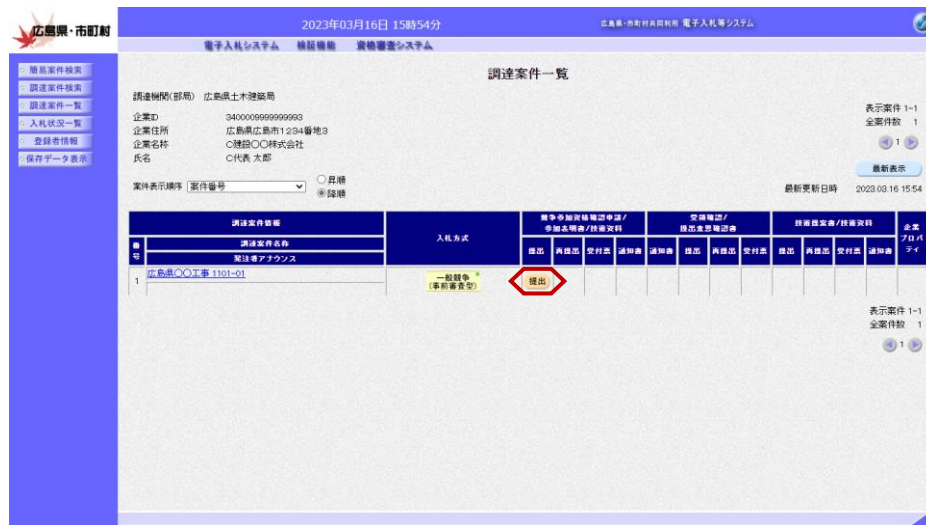 広島県・市町村
2023年03月16日 15時54分
広島県・市町村共同利用 電子入札等システム
電子入札システム 検証機能 資格審査システム
簡易案件検索
調達案件検索
調達案件一覧
入札状況一覧
登録者情報
保存データ表示
調達案件一覧
調達機関(部局) 広島県土木建築局
企業ID 3400009999999993
企業住所 広島県広島市1234番地3
企業名称 C建設〇〇株式会社
氏名 C代表 太郎
表示案件 1-1
全案件数 1
1
案件表示順序 案件番号 昇順
降順
最新表示
最新更新日時 2023.03.16 15:54
調達案件情報 入札方式 競争参加資格確認申請/参加表明書/技術資料 受領確認/提出意思確認書 技術提案書/技術資料 企業プロパティ
番号 調達案件名称 提出 再提出 受付票 通知書 通知書 提出 再提出 受付票 提出 再提出 受付票 通知書
発注者アナウンス
1 広島県〇〇工事 1101-01 一般競争 提出
(事前審査型)
表示案件 1-1
全案件数 1
1